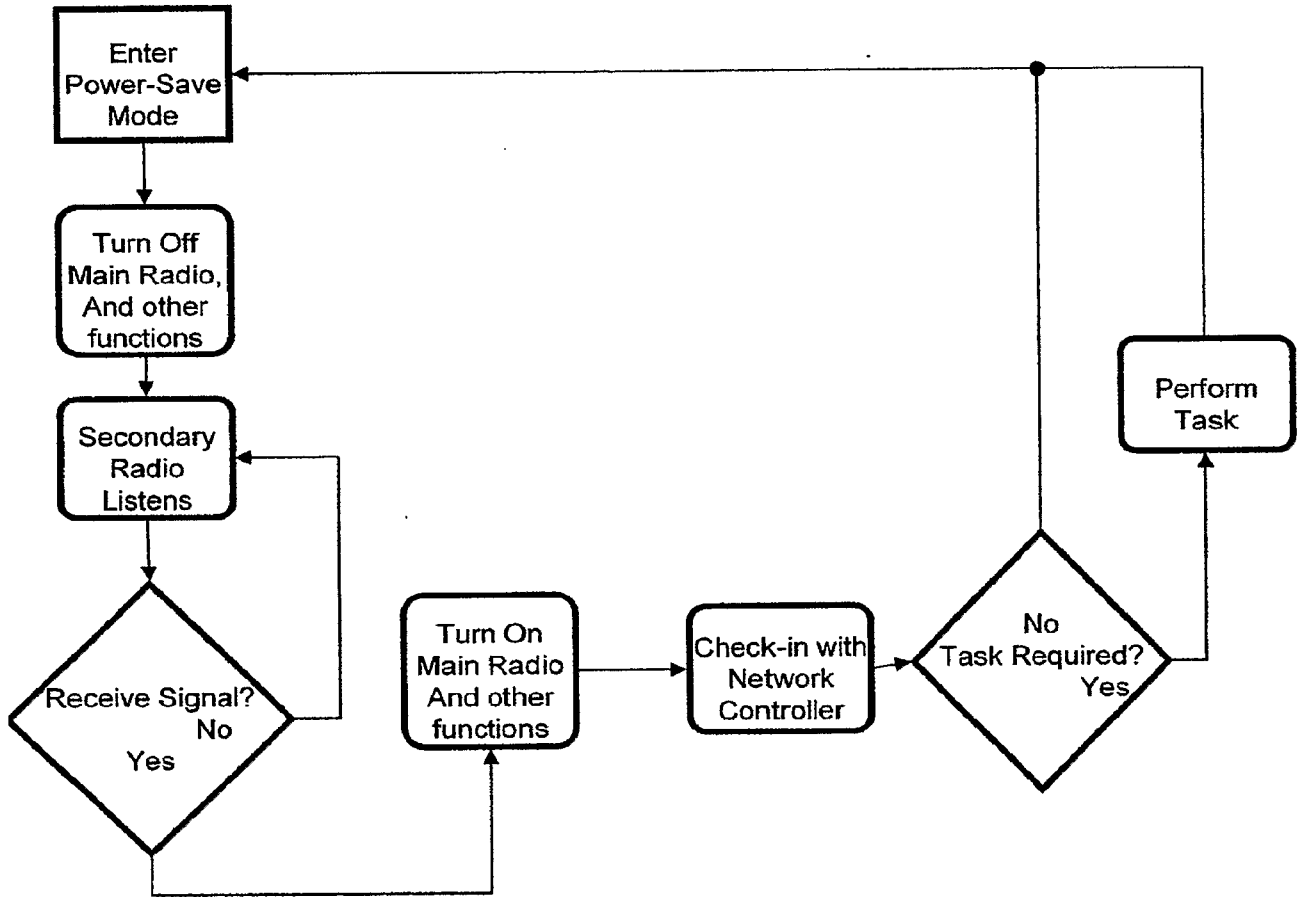 Enter
Power-Save
Mode
Turn Off
Main Radio,
And other
functions
Secondary
Radio
Listens
Receive Signal?
No
Yes
Turn On
Main Radio
And other
functions
Check-in with
Network
Controller
No
Task Required?
Yes
Perform
Task